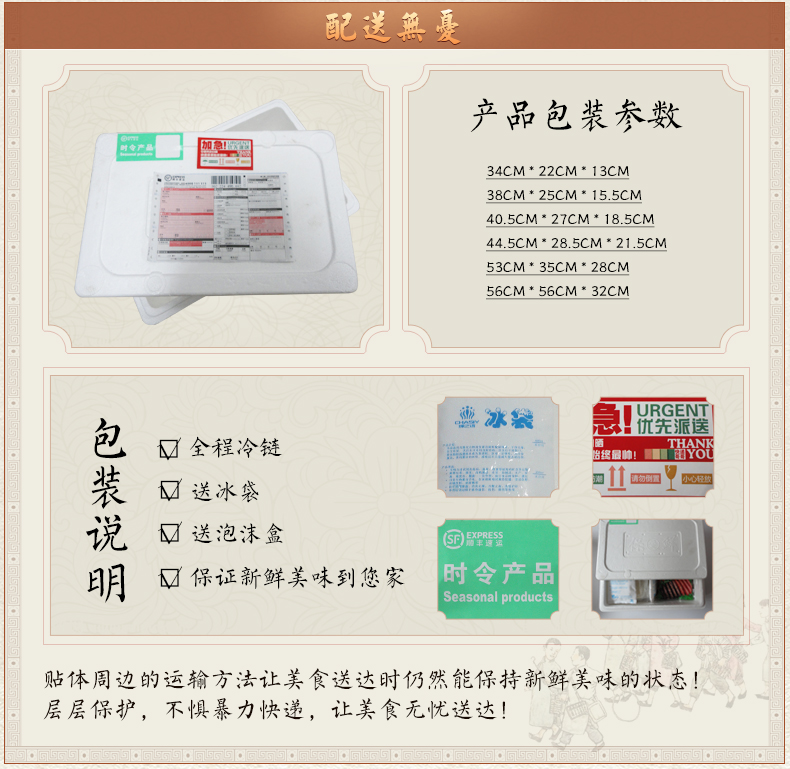 配送無憂
时令产品
Seasonal products
加急!
URGENT
优先派送
产品包装参数
34CM * 22CM * 13CM
38CM * 25CM * 15.5CM
40.5CM * 27CM * 18.5CM
44.5CM * 28.5CM * 21.5CM
53CM * 35CM * 28CM
56CM * 56CM * 32CM
包装说明
全程冷链
送冰袋
送泡沫盒
保证新鲜美味到您家
冰袋
急!
URGENT
优先派送
THANK
YOU
请勿倒置
小心轻放
SF EXPRESS
顺丰速运
时令产品
Seasonal products
贴体周边的运输方法让美食送达时仍然能保持新鲜美味的状态!
层层保护，不惧暴力快递，让美食无忧送达!